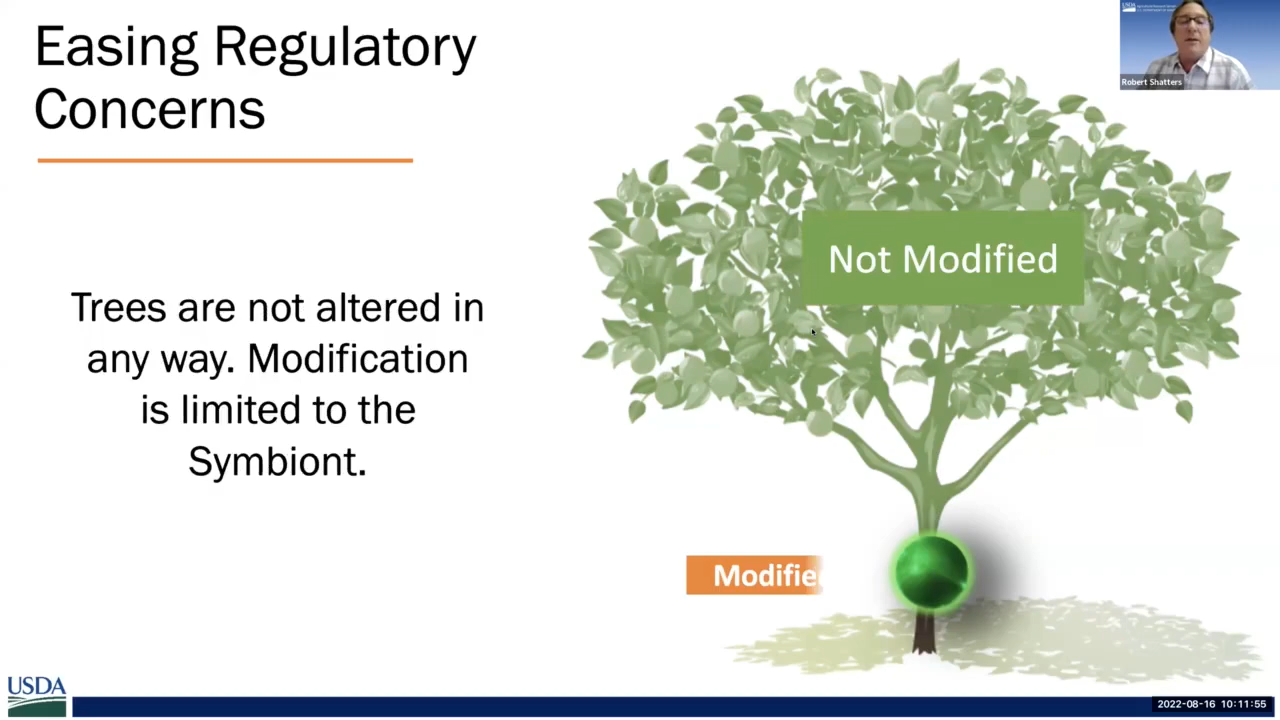 Easing Regulatory
Concerns
Trees are not altered in
any way. Modification
is limited to the
Symbiont.
Not Modified
Modifie
USDA
Robert Shatters
USDA
2022-08-16 10:11:55